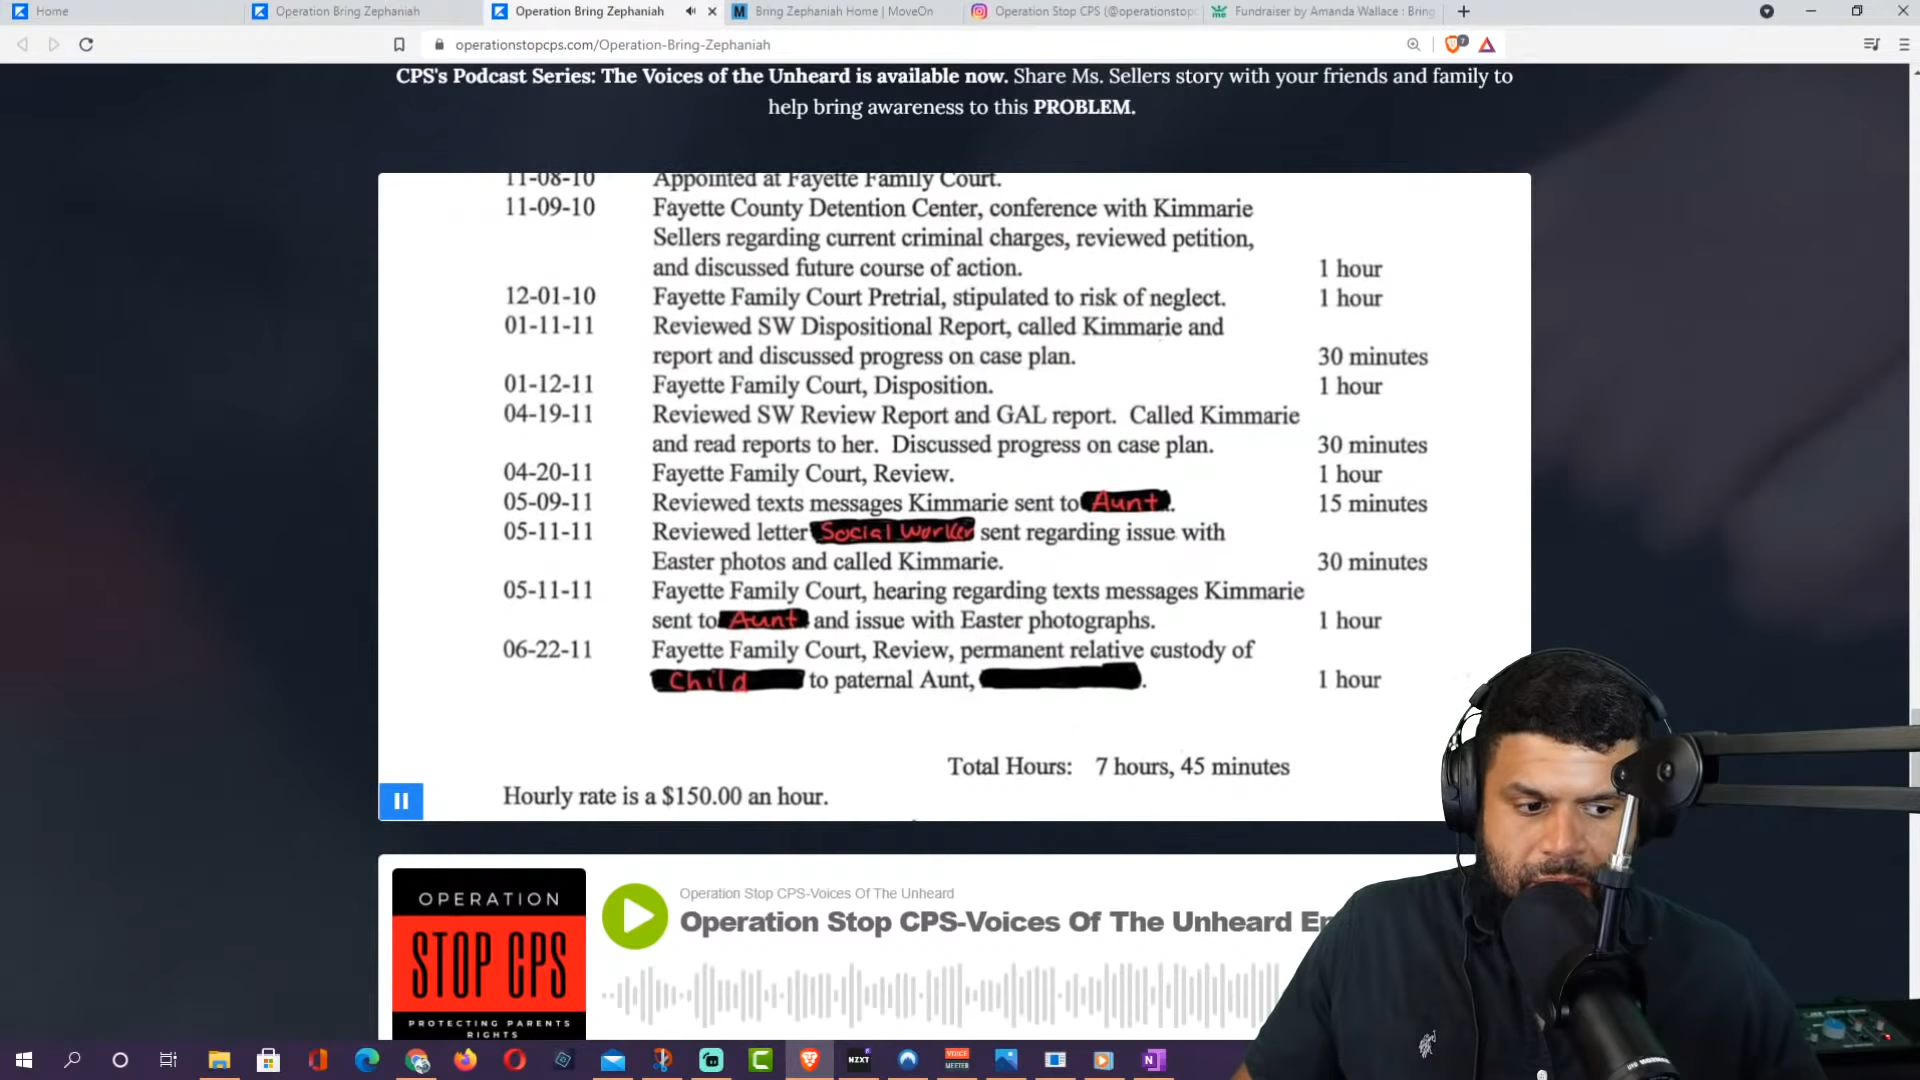 Home
Operation Bring Zephaniah
Operation Bring Zephaniah
Bring Zephaniah Home | MoveOn
Operation Stop CPS (@operationstop
Fundraiser by Amanda Wallace : Bring
operationstopcps.com/Operation-Bring-Zephaniah
7
CPS's Podcast Series: The Voices of the Unheard is available now. Share Ms. Sellers story with your friends and family to
help bring awareness to this PROBLEM.
11-08-10 Appointed at Fayette Family Court.
11-09-10 Fayette County Detention Center, conference with Kimmarie
Sellers regarding current criminal charges, reviewed petition,
and discussed future course of action. 1 hour
12-01-10 Fayette Family Court Pretrial, stipulated to risk of neglect. 1 hour
01-11-11 Reviewed SW Dispositional Report, called Kimmarie and
report and discussed progress on case plan. 30 minutes
01-12-11 Fayette Family Court, Disposition. 1 hour
04-19-11 Reviewed SW Review Report and GAL report. Called Kimmarie
and read reports to her. Discussed progress on case plan. 30 minutes
04-20-11 Fayette Family Court, Review. 1 hour
05-09-11 Reviewed texts messages Kimmarie sent to Aunt. 15 minutes
05-11-11 Reviewed letter Social Worker sent regarding issue with
Easter photos and called Kimmarie. 30 minutes
05-11-11 Fayette Family Court, hearing regarding texts messages Kimmarie
sent to Aunt and issue with Easter photographs. 1 hour
06-22-11 Fayette Family Court, Review, permanent relative custody of
Child to paternal Aunt, . 1 hour
Total Hours: 7 hours, 45 minutes
Hourly rate is a $150.00 an hour.
OPERATION
STOP CPS
PROTECTING PARENTS
RIGHTS
Operation Stop CPS-Voices Of The Unheard
Operation Stop CPS-Voices Of The Unheard
NZXT
VOICE
MEETER